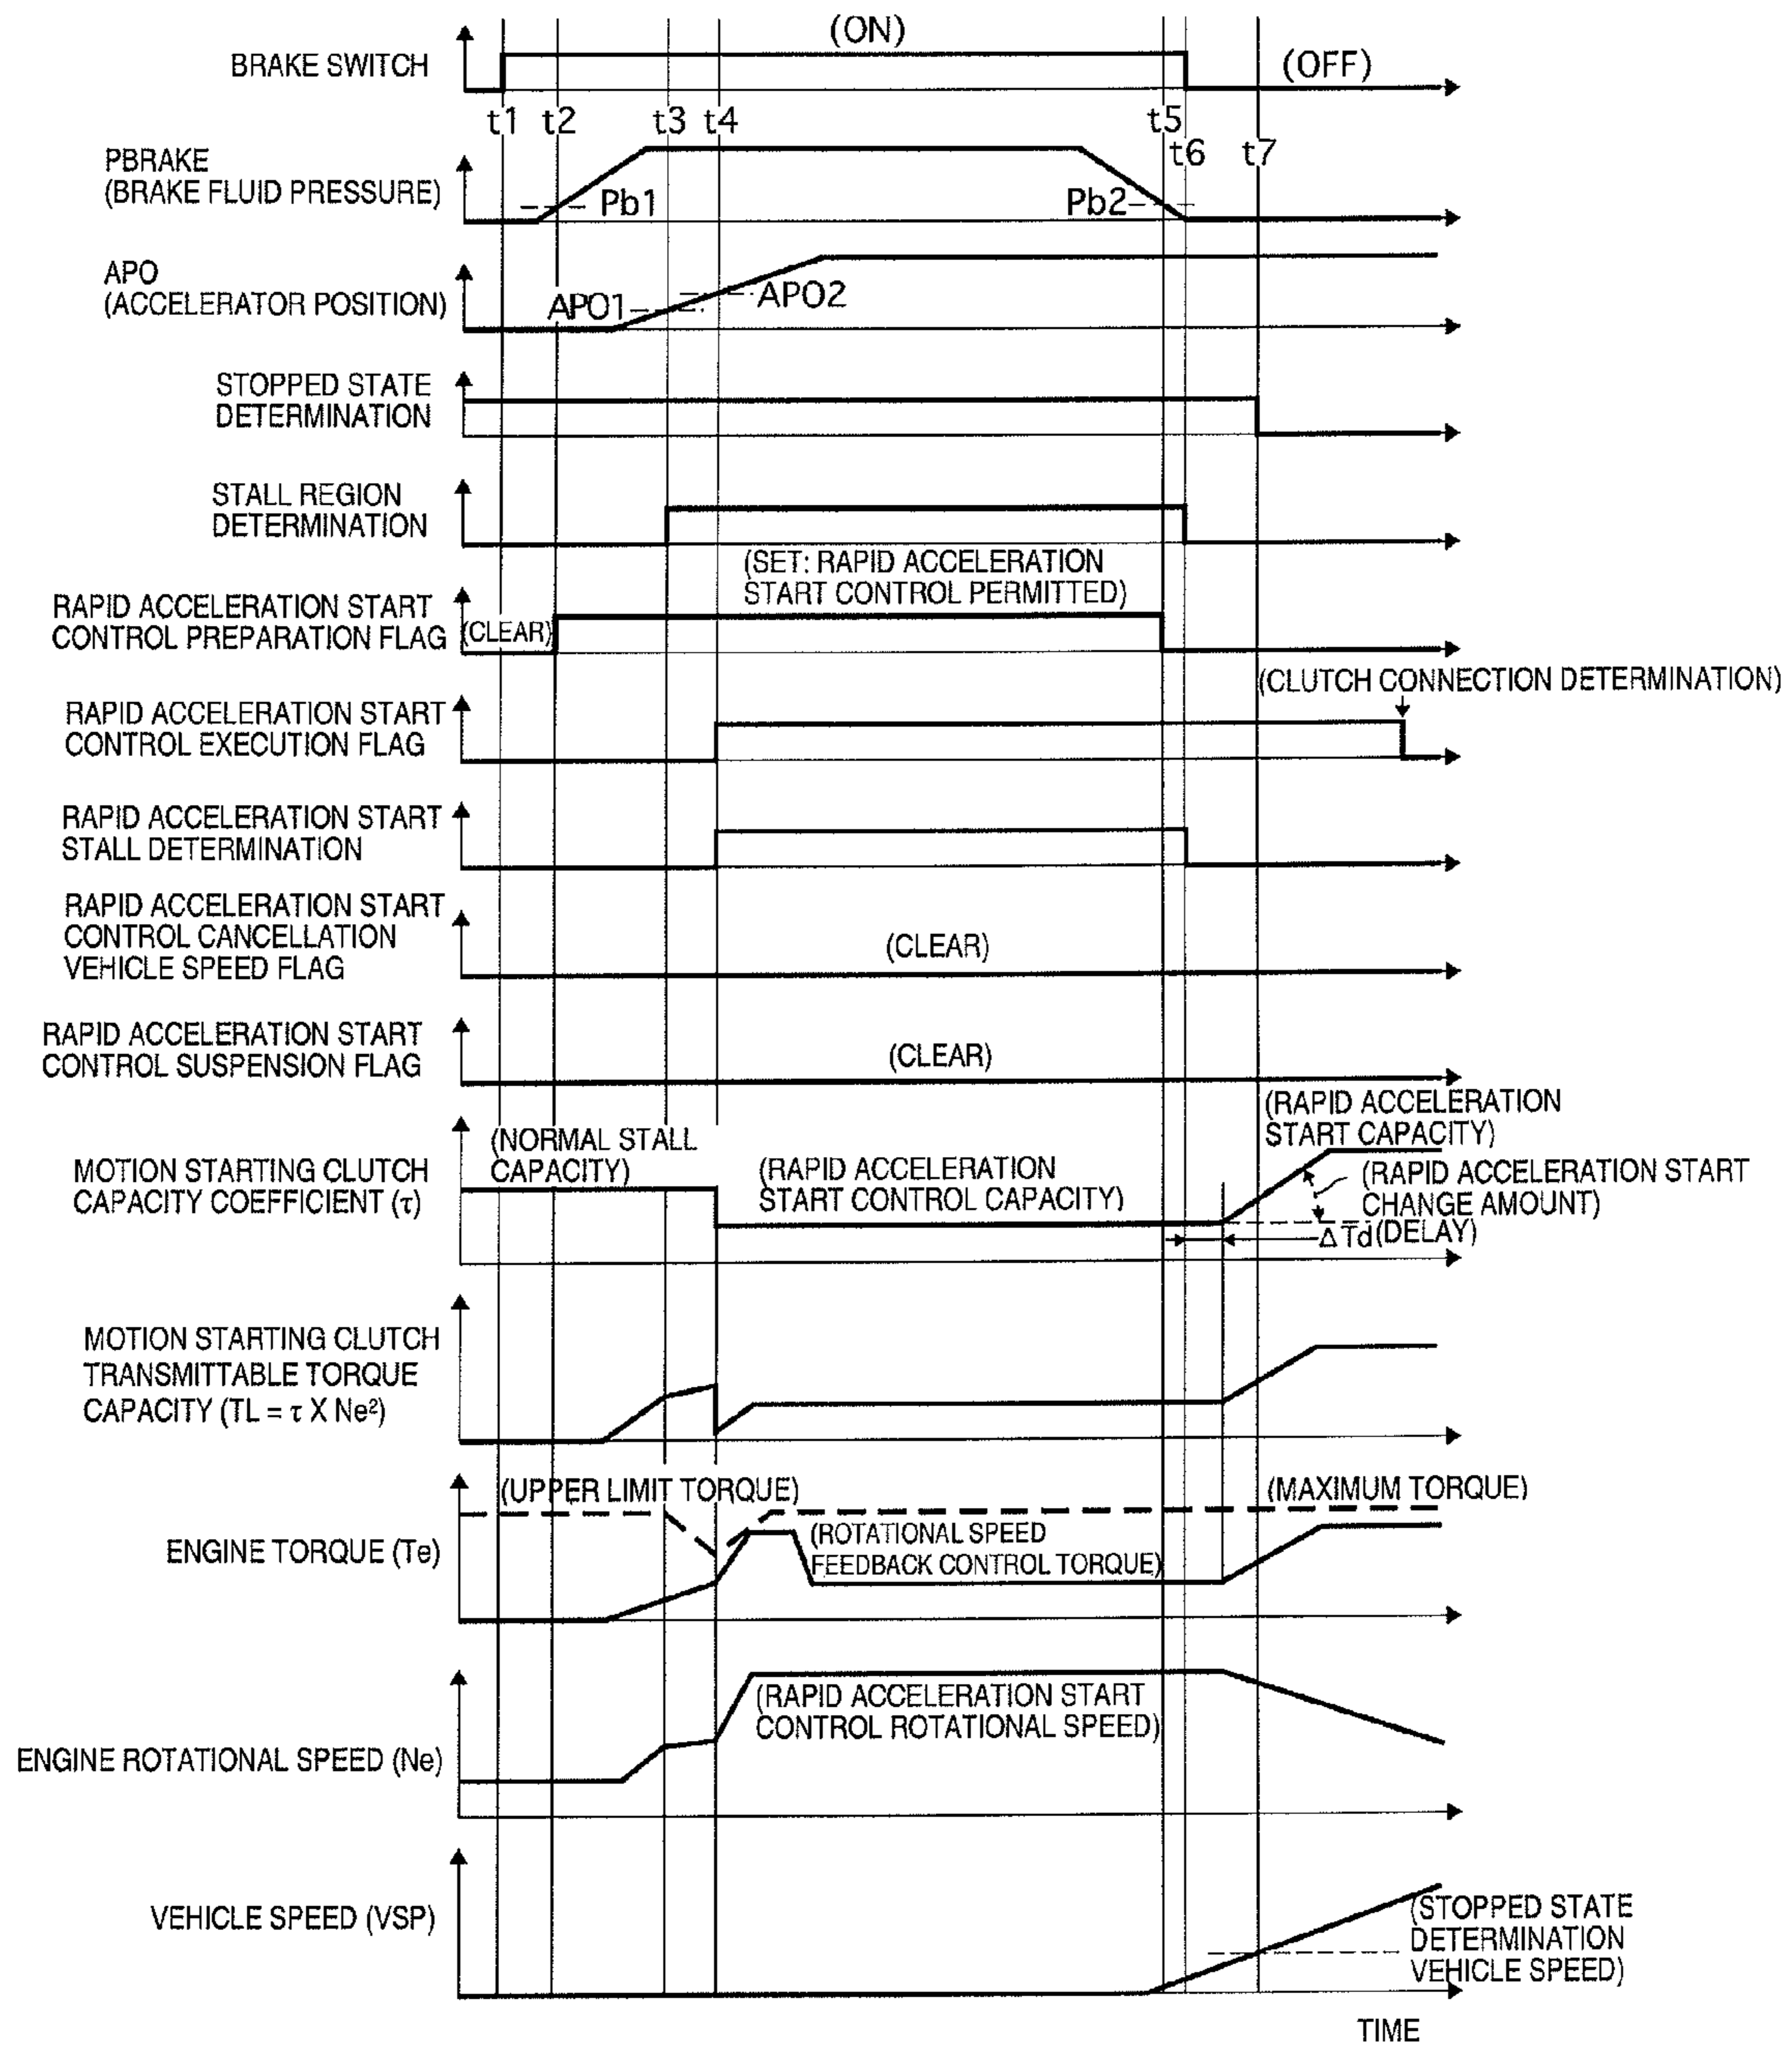 (ON)
BRAKE SWITCH
(OFF)
t1 t2 t3 t4 t5
t6 t7
PBRAKE
(BRAKE FLUID PRESSURE)
Pb1
Pb2
APO
(ACCELERATOR POSITION)
APO1
APO2
STOPPED STATE
DETERMINATION
STALL REGION
DETERMINATION
(SET: RAPID ACCELERATION
START CONTROL PERMITTED)
RAPID ACCELERATION START
CONTROL PREPARATION FLAG
(CLEAR)
(CLUTCH CONNECTION DETERMINATION)
RAPID ACCELERATION START
CONTROL EXECUTION FLAG
RAPID ACCELERATION START
STALL DETERMINATION
RAPID ACCELERATION START
CONTROL CANCELLATION
VEHICLE SPEED FLAG
(CLEAR)
RAPID ACCELERATION START
CONTROL SUSPENSION FLAG
(CLEAR)
(RAPID ACCELERATION
START CAPACITY)
(NORMAL STALL
CAPACITY)
MOTION STARTING CLUTCH
CAPACITY COEFFICIENT (τ)
(RAPID ACCELERATION
START CONTROL CAPACITY)
(RAPID ACCELERATION START
CHANGE AMOUNT)
Δ Td(DELAY)
MOTION STARTING CLUTCH
TRANSMITTABLE TORQUE
CAPACITY (TL = τ X Ne²)
(UPPER LIMIT TORQUE)
(MAXIMUM TORQUE)
ENGINE TORQUE (Te)
(ROTATIONAL SPEED
FEEDBACK CONTROL TORQUE)
(RAPID ACCELERATION START
CONTROL ROTATIONAL SPEED)
ENGINE ROTATIONAL SPEED (Ne)
VEHICLE SPEED (VSP)
(STOPPED STATE
DETERMINATION
VEHICLE SPEED)
TIME